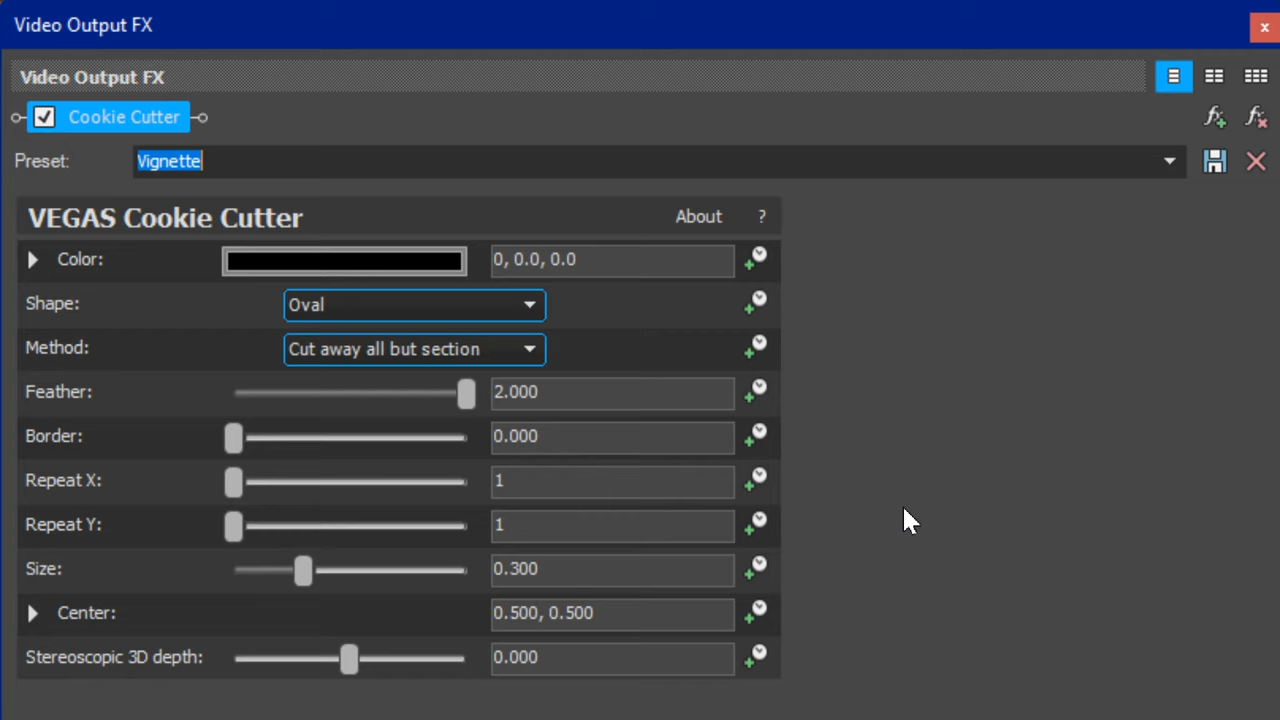 Video Output FX
x
Video Output FX
Cookie Cutter
fx fx
Preset: Vignette
VEGAS Cookie Cutter About ?
Color: 0, 0.0, 0.0
Shape: Oval
Method: Cut away all but section
Feather: 2.000
Border: 0.000
Repeat X: 1
Repeat Y: 1
Size: 0.300
Center: 0.500, 0.500
Stereoscopic 3D depth: 0.000